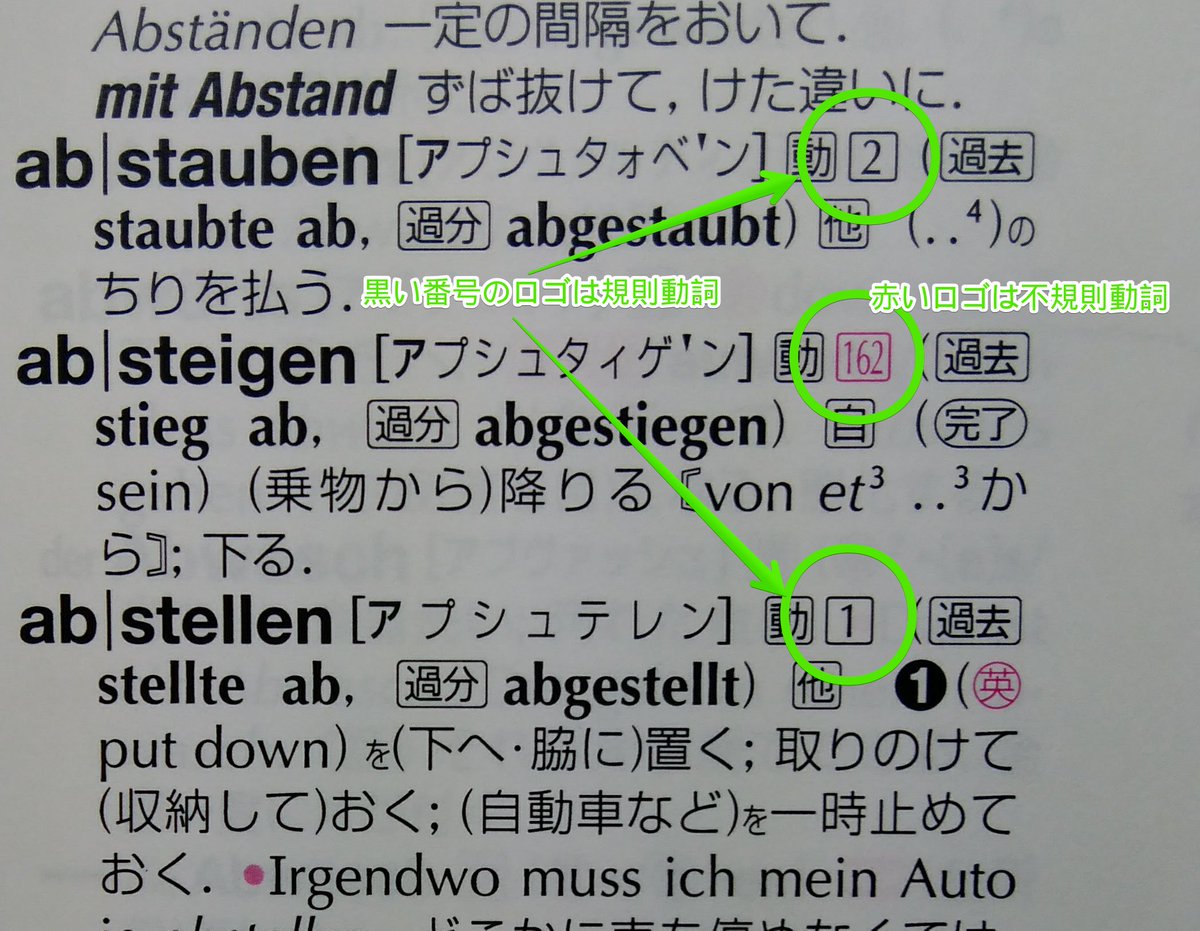 Abständen 一定の間隔をおいて.
mit Abstand ずば抜けて, けた違いに.
ab|stauben [アプシュタォベ'ン] 動 2 (過去
staubte ab, 過分 abgestaubt) 他 (..⁴)の
ちりを払う.
黒い番号のロゴは規則動詞
赤いロゴは不規則動詞
ab|steigen [アプシュタィゲ'ン] 動 162 (過去
stieg ab, 過分 abgestiegen) 自 (完了
sein) (乗物から)降りる『von et³ ..³か
ら』; 下る.
ab|stellen [アプシュテレン] 動 1 (過去
stellte ab, 過分 abgestellt) 他 ❶(英
put down) を(下へ·脇に)置く; 取りのけて
(収納して)おく; (自動車など)を一時止めて
おく. •Irgendwo muss ich mein Auto